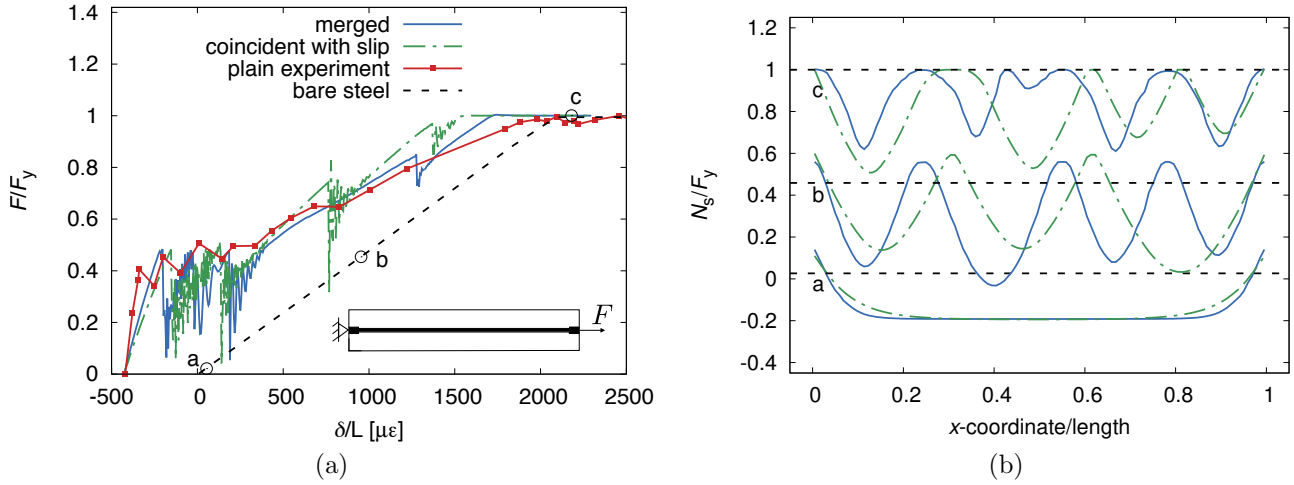 1.4
1.2
1
0.8
0.6
0.4
0.2
0
F/Fy
merged
coincident with slip
plain experiment
bare steel
c
b
a
F
-500 0 500 1000 1500 2000 2500
δ/L [με]
(a)
1.2
1
0.8
0.6
0.4
0.2
0
-0.2
-0.4
Ns/Fy
c
b
a
0 0.2 0.4 0.6 0.8 1
x-coordinate/length
(b)